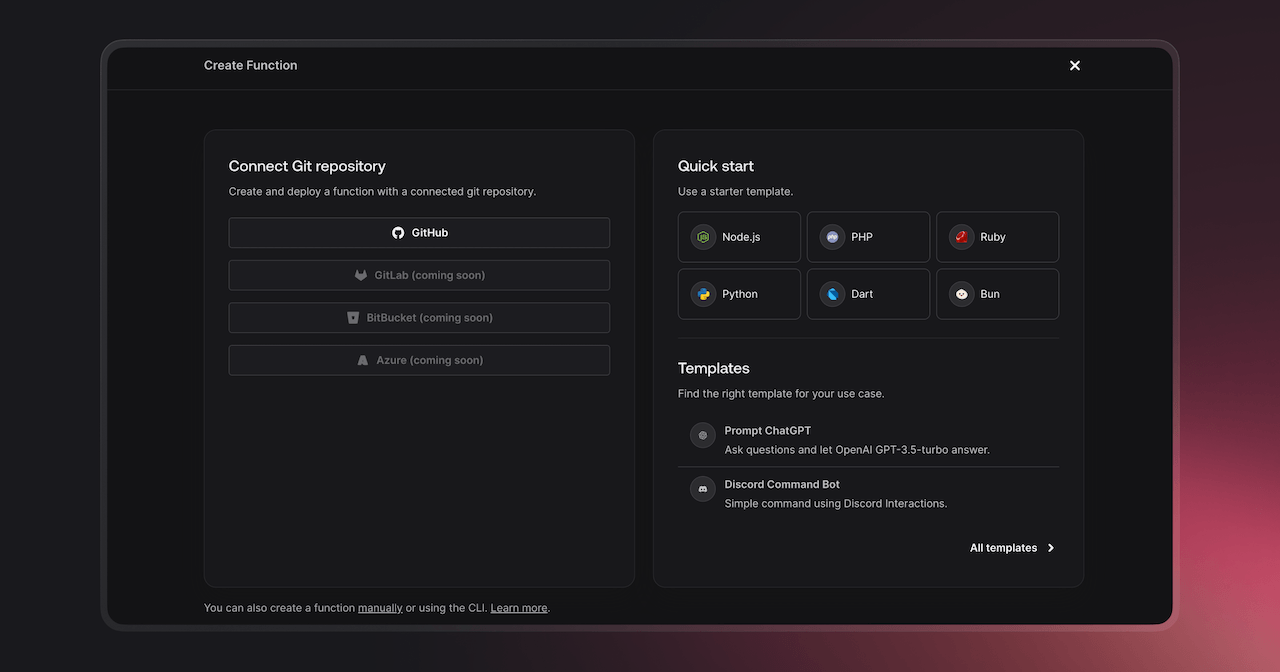 Create Function
Connect Git repository
Create and deploy a function with a connected git repository.
GitHub
GitLab (coming soon)
BitBucket (coming soon)
Azure (coming soon)
Quick start
Use a starter template.
Node.js
PHP
Ruby
Python
Dart
Bun
Templates
Find the right template for your use case.
Prompt ChatGPT
Ask questions and let OpenAI GPT-3.5-turbo answer.
Discord Command Bot
Simple command using Discord Interactions.
All templates
You can also create a function manually or using the CLI. Learn more.